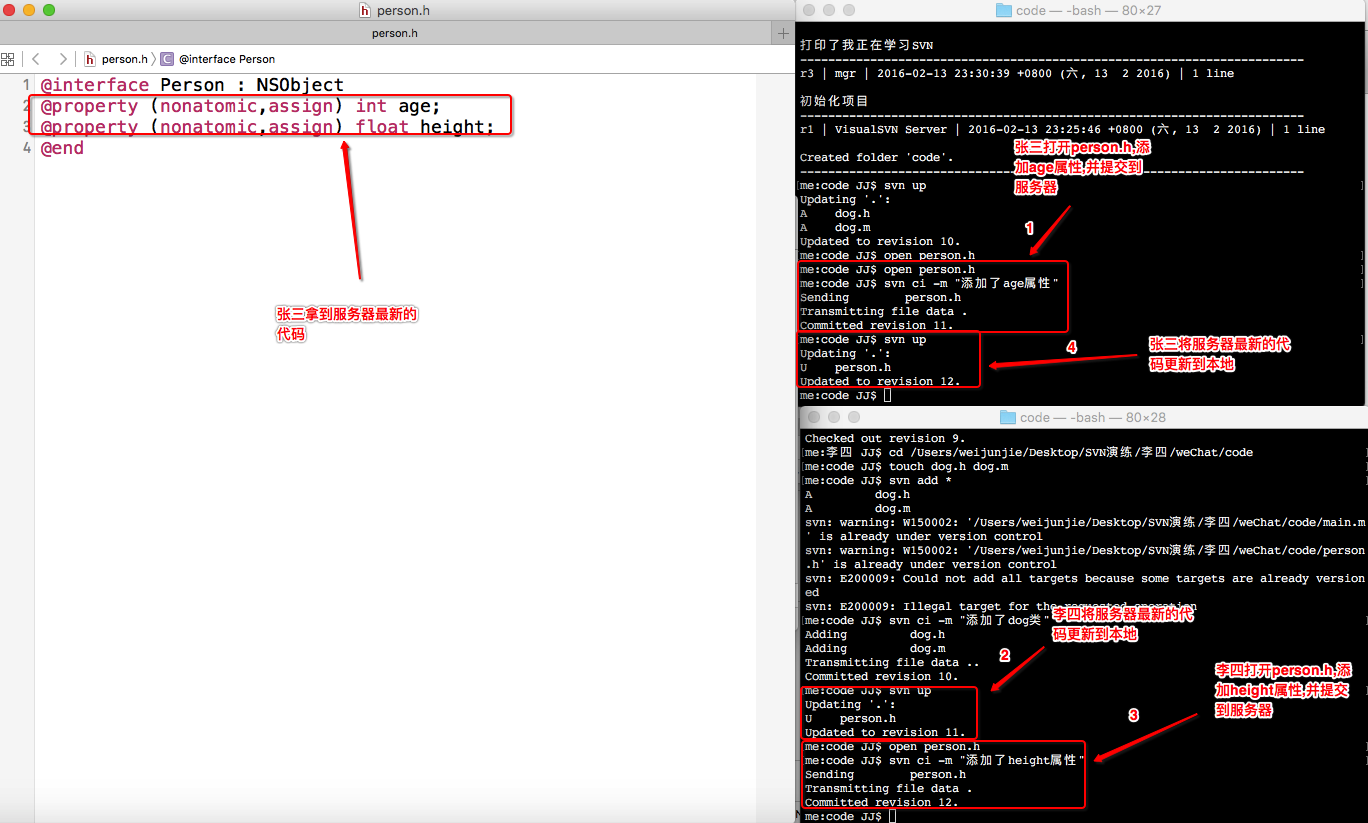 person.h
person.h
person.h 〉 C @interface Person
1 @interface Person : NSObject
2 @property (nonatomic,assign) int age;
3 @property (nonatomic,assign) float height;
4 @end
张三拿到服务器最新的
代码
code — -bash — 80×27
打印了我正在学习SVN
------------------------------------------------------------------------
r3 | mgr | 2016-02-13 23:30:39 +0800 (六, 13  2 2016) | 1 line
初始化项目
------------------------------------------------------------------------
r1 | VisualSVN Server | 2016-02-13 23:25:46 +0800 (六, 13  2 2016) | 1 line
Created folder 'code'.
------------------------------------------------------------------------
张三打开person.h,添
加age属性,并提交到
服务器
me:code JJ$ svn up
Updating '.':
A    dog.h
A    dog.m
Updated to revision 10.
me:code JJ$ open person.h
me:code JJ$ open person.h
1
me:code JJ$ svn ci -m "添加了age属性"
Sending        person.h
Transmitting file data .
Committed revision 11.
me:code JJ$ svn up
Updating '.':
U    person.h
Updated to revision 12.
me:code JJ$
4
张三将服务器最新的代
码更新到本地
code — -bash — 80×28
Checked out revision 9.
me:李四 JJ$ cd /Users/weijunjie/Desktop/SVN演练/李四/weChat/code
me:code JJ$ touch dog.h dog.m
me:code JJ$ svn add *
A         dog.h
A         dog.m
svn: warning: W150002: '/Users/weijunjie/Desktop/SVN演练/李四/weChat/code/main.m
' is already under version control
svn: warning: W150002: '/Users/weijunjie/Desktop/SVN演练/李四/weChat/code/person
.h' is already under version control
svn: E200009: Could not add all targets because some targets are already version
ed
svn: E200009: Illegal target for the
me:code JJ$ svn ci -m "添加了dog类"
Adding         dog.h
Adding         dog.m
Transmitting file data ..
Committed revision 10.
me:code JJ$ svn up
Updating '.':
U    person.h
Updated to revision 11.
me:code JJ$ open person.h
me:code JJ$ svn ci -m "添加了height属性"
Sending        person.h
Transmitting file data .
Committed revision 12.
me:code JJ$
李四将服务器最新的代
码更新到本地
2
李四打开person.h,添
加height属性,并提交
到服务器
3